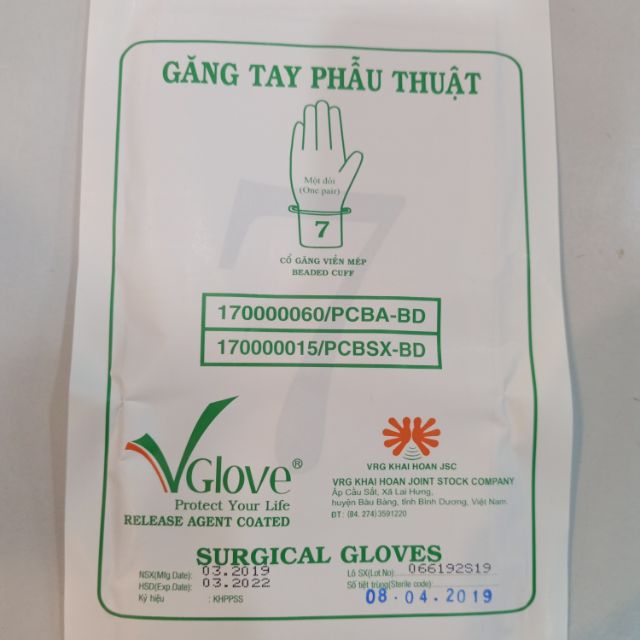 GĂNG TAY PHẪU THUẬT
Một đôi
(One pair)
7
CỔ GĂNG VIỀN MÉP
BEADED CUFF
7
170000060/PCBA-BD
170000015/PCBSX-BD
VGlove®
Protect Your Life
RELEASE AGENT COATED
VRG KHAI HOAN JSC
VRG KHAI HOAN JOINT STOCK COMPANY
Ấp Cầu Sắt, Xã Lai Hưng,
huyện Bàu Bàng, tỉnh Bình Dương, Việt Nam
ĐT: (84. 274)3591220
SURGICAL GLOVES
NSX(Mfg.Date): 03.2019
HSD(Exp.Date): 03.2022
Ký hiệu : KHPPSS
Lô SX(Lot No): 066192S19
Số tiệt trùng(Sterile code):
08-04-2019